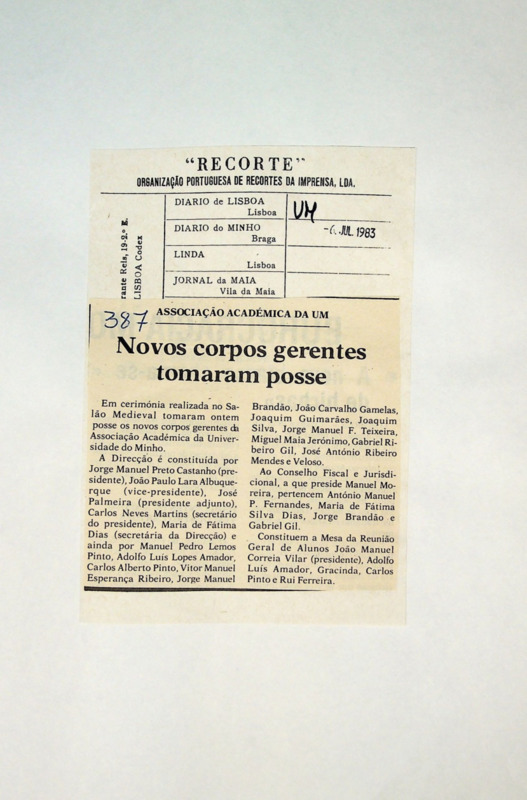 "RECORTE"
ORGANIZAÇÃO PORTUGUESA DE RECORTES DA IMPRENSA, LDA.
rante Reis, 19-2.º E.
LISBOA Codex
DIARIO de LISBOA
Lisboa
DIARIO do MINHO
Braga
LINDA
Lisboa
JORNAL da MAIA
Vila da Maia
UM
-6. JUL. 1983
387
ASSOCIAÇÃO ACADÉMICA DA UM
Novos corpos gerentes
tomaram posse
Em cerimónia realizada no Sa-
lão Medieval tomaram ontem
posse os novos corpos gerentes da
Associação Académica da Univer-
sidade do Minho.
A Direcção é constituída por
Jorge Manuel Preto Castanho (pre-
sidente), João Paulo Lara Albuque-
rque (vice-presidente), José
Palmeira (presidente adjunto),
Carlos Neves Martins (secretário
do presidente), Maria de Fátima
Dias (secretária da Direcção) e
ainda por Manuel Pedro Lemos
Pinto, Adolfo Luís Lopes Amador,
Carlos Alberto Pinto, Vitor Manuel
Esperança Ribeiro, Jorge Manuel
Brandão, João Carvalho Gamelas,
Joaquim Guimarães, Joaquim
Silva, Jorge Manuel F. Teixeira,
Miguel Maia Jerónimo, Gabriel Ri-
beiro Gil, José António Ribeiro
Mendes e Veloso.
Ao Conselho Fiscal e Jurisdi-
cional, a que preside Manuel Mo-
reira, pertencem António Manuel
P. Fernandes, Maria de Fátima
Silva Dias, Jorge Brandão e
Gabriel Gil.
Constituem a Mesa da Reunião
Geral de Alunos João Manuel
Correia Vilar (presidente), Adolfo
Luís Amador, Gracinda, Carlos
Pinto e Rui Ferreira.